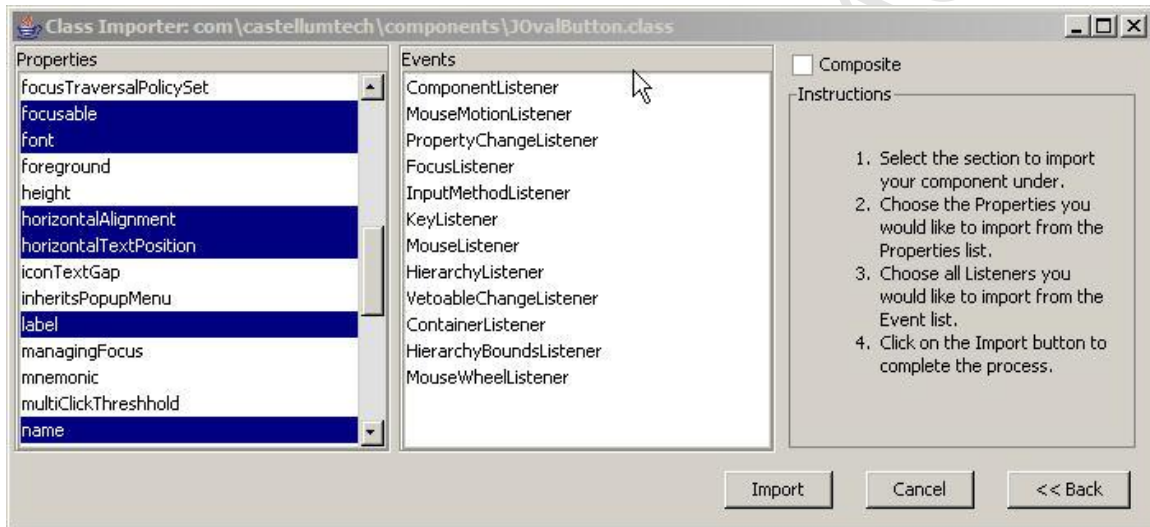 Class Importer: com\castellumtech\components\JOvalButton.class
Properties
focusTraversalPolicySet
focusable
font
foreground
height
horizontalAlignment
horizontalTextPosition
iconTextGap
inheritsPopupMenu
label
managingFocus
mnemonic
multiClickThreshhold
name
Events
ComponentListener
MouseMotionListener
PropertyChangeListener
FocusListener
InputMethodListener
KeyListener
MouseListener
HierarchyListener
VetoableChangeListener
ContainerListener
HierarchyBoundsListener
MouseWheelListener
Composite
Instructions
1. Select the section to import
your component under.
2. Choose the Properties you
would like to import from the
Properties list.
3. Choose all Listeners you
would like to import from the
Event list.
4. Click on the Import button to
complete the process.
Import
Cancel
<< Back